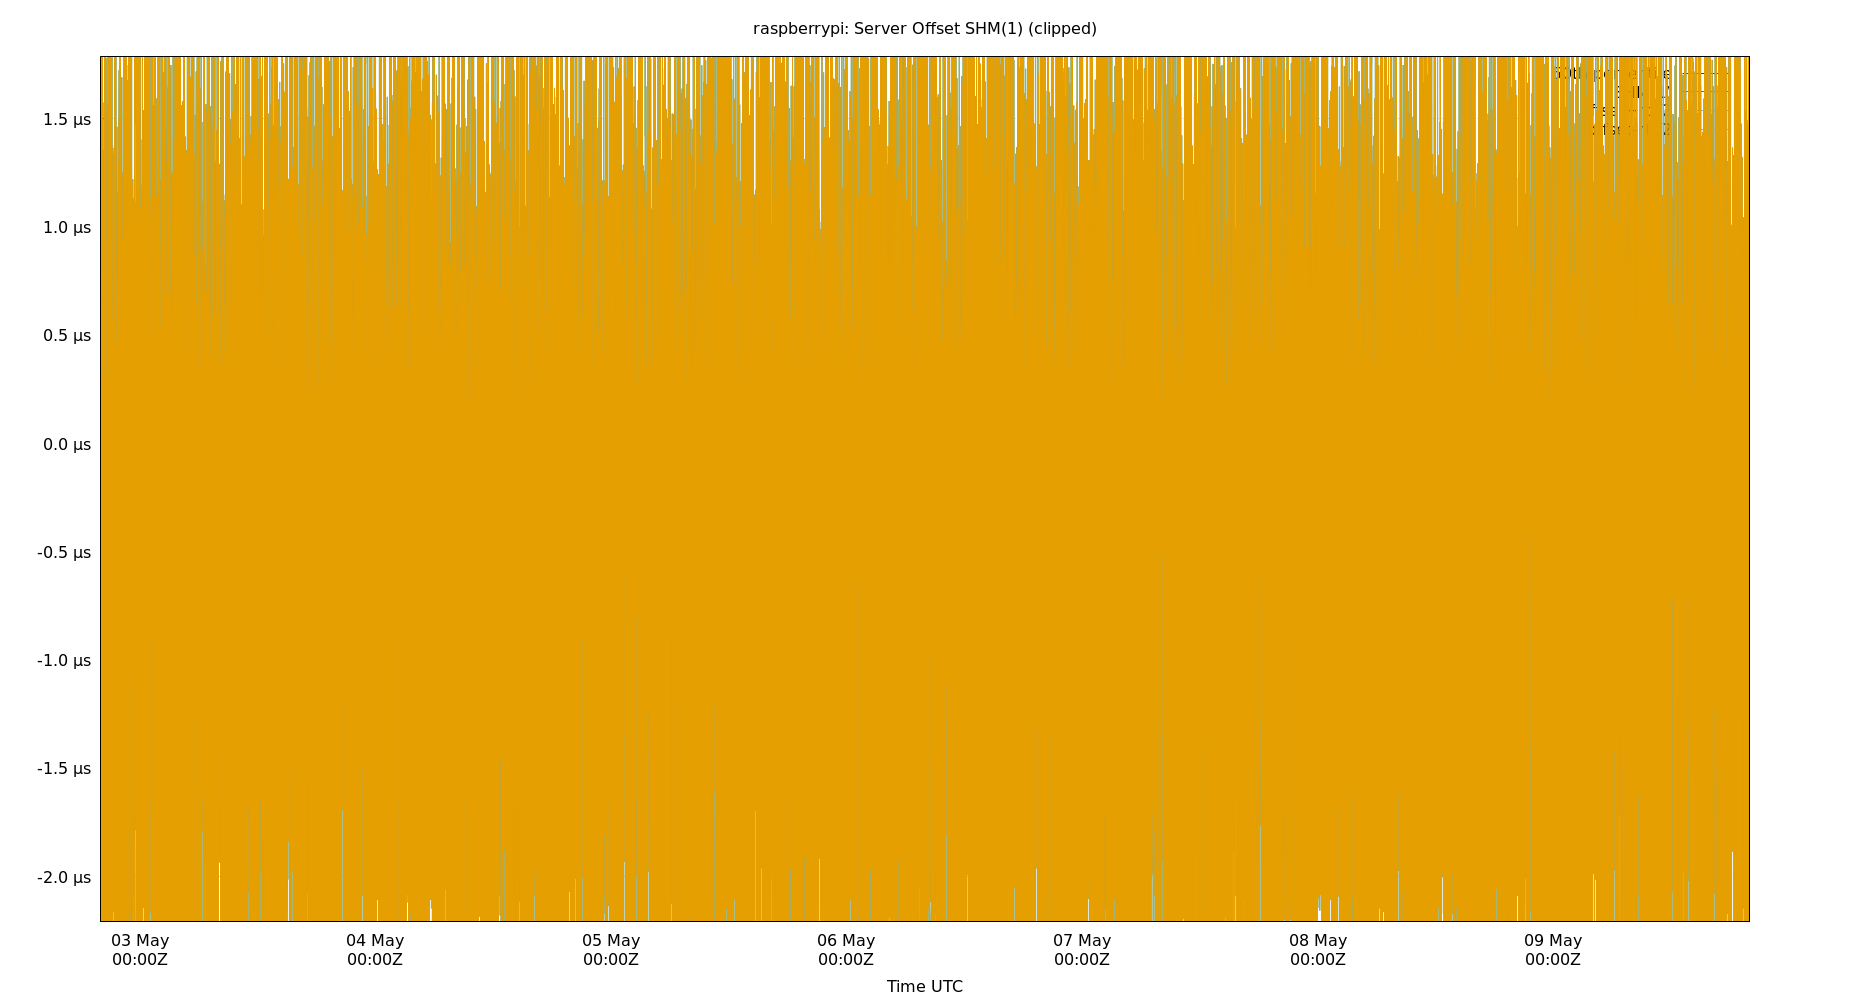 raspberrypi: Server Offset SHM(1) (clipped)
1.5 µs
1.0 µs
0.5 µs
0.0 µs
-0.5 µs
-1.0 µs
-1.5 µs
-2.0 µs
03 May 04 May 05 May 06 May 07 May 08 May 09 May
00:00Z 00:00Z 00:00Z 00:00Z 00:00Z 00:00Z 00:00Z
Time UTC